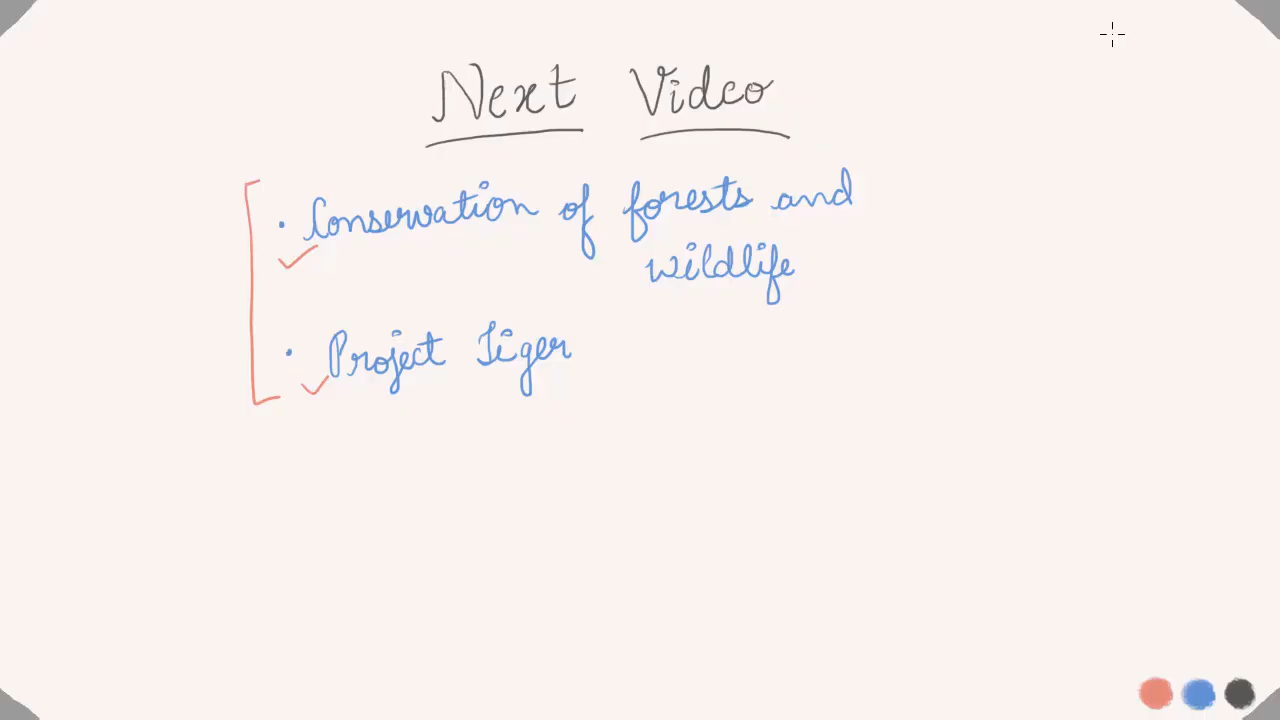 Next Video
· Conservation of forests and
wildlife
· Project Tiger